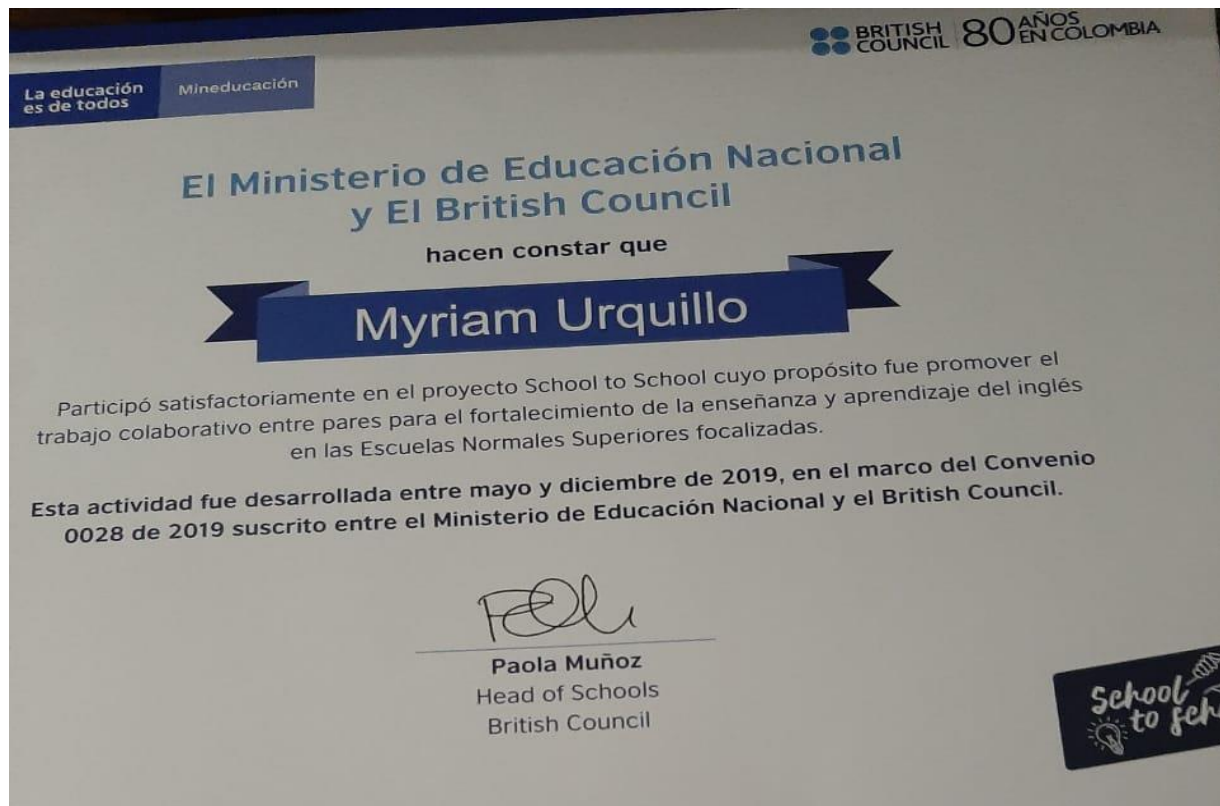 BRITISH
COUNCIL
80 AÑOS
EN COLOMBIA
La educación
es de todos
Mineducación
El Ministerio de Educación Nacional
y El British Council
hacen constar que
Myriam Urquillo
Participó satisfactoriamente en el proyecto School to School cuyo propósito fue promover el
trabajo colaborativo entre pares para el fortalecimiento de la enseñanza y aprendizaje del inglés
en las Escuelas Normales Superiores focalizadas.
Esta actividad fue desarrollada entre mayo y diciembre de 2019, en el marco del Convenio
0028 de 2019 suscrito entre el Ministerio de Educación Nacional y el British Council.
Paola Muñoz
Head of Schools
British Council
School
to